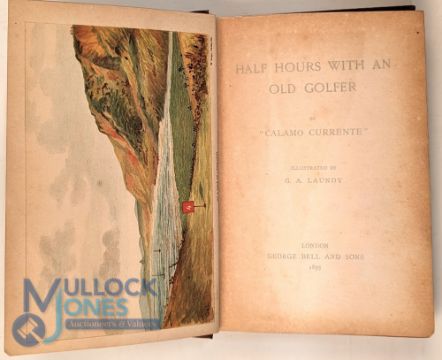 HALF HOURS WITH AN
OLD GOLFER
BY
"CALAMO CURRENTE"
ILLUSTRATED BY
G. A. LAUNDY
LONDON
GEORGE BELL AND SONS
1895
MULLOCK
JONES
Auctioneers & Valuers